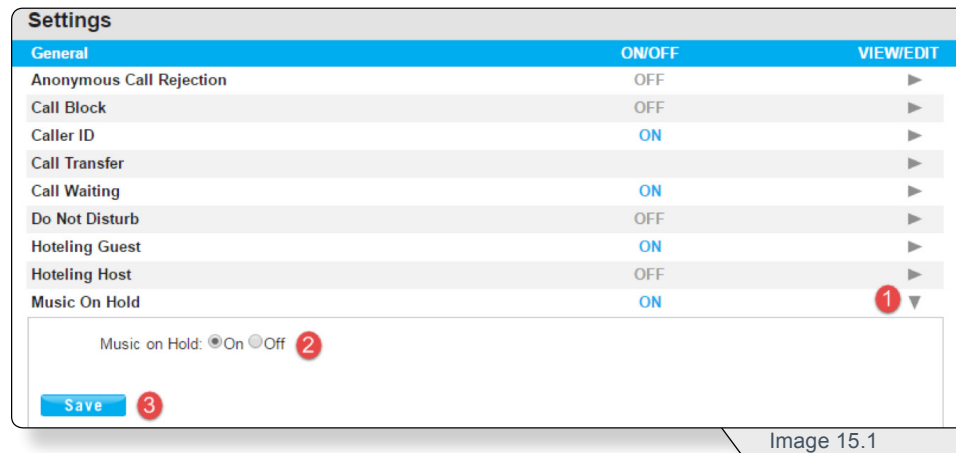 Settings
General ON/OFF VIEW/EDIT
Anonymous Call Rejection OFF
Call Block OFF
Caller ID ON
Call Transfer
Call Waiting ON
Do Not Disturb OFF
Hoteling Guest ON
Hoteling Host OFF
Music On Hold ON 1
Music on Hold: On Off 2
Save 3
Image 15.1